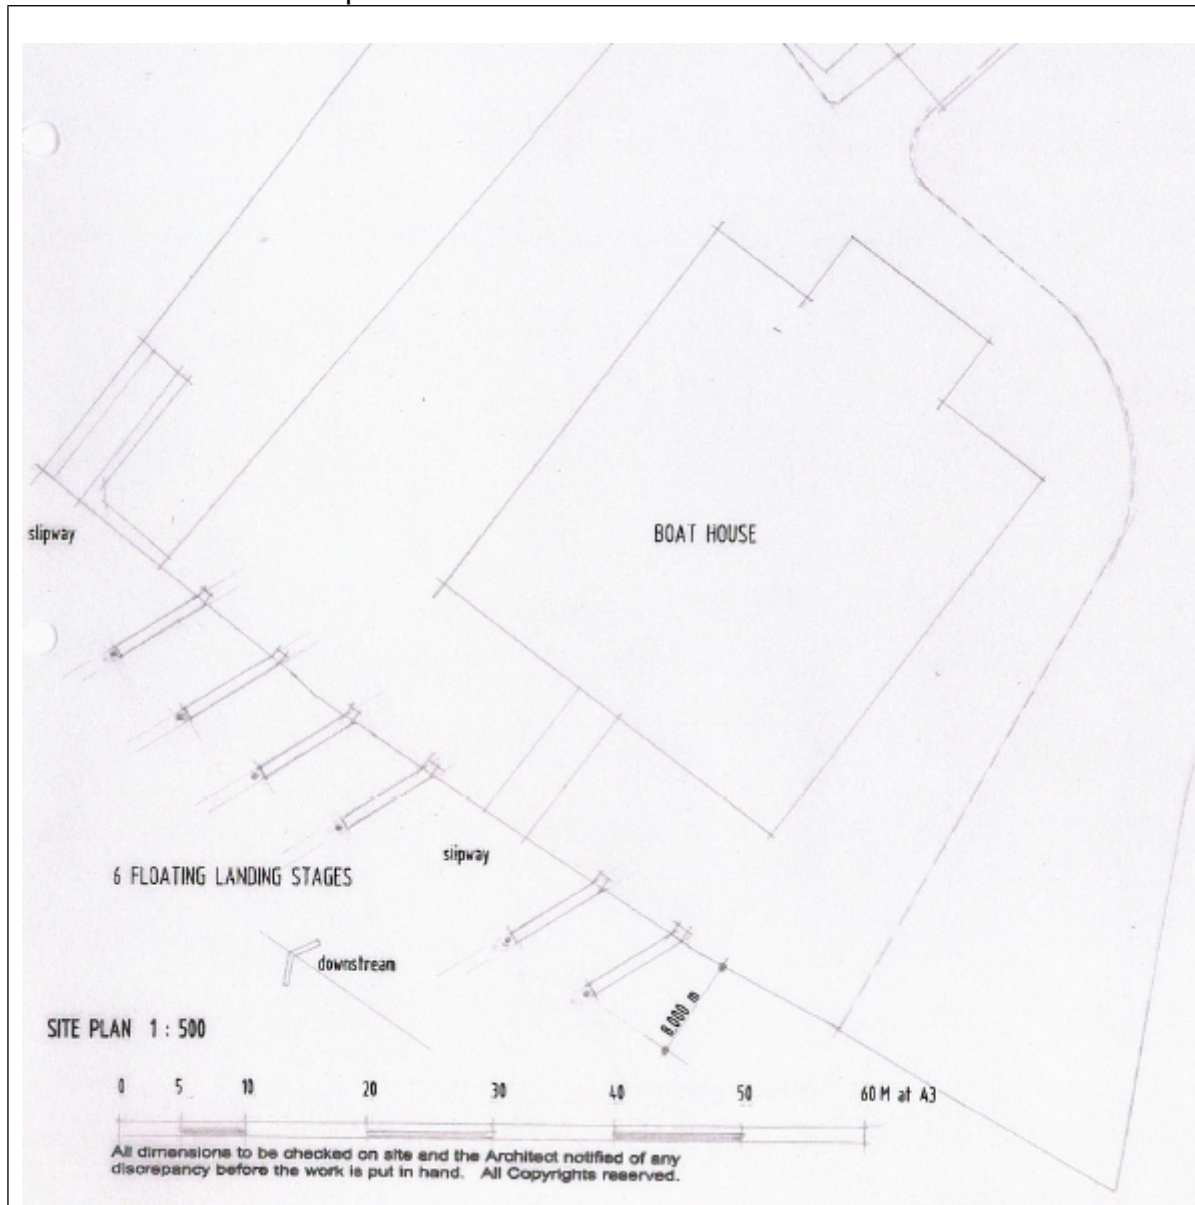 BOAT HOUSE
slipway
slipway
6 FLOATING LANDING STAGES
downstream
8.000 m
SITE PLAN 1 : 500
0 5 10 20 30 40 50 60 M at A3
All dimensions to be checked on site and the Architect notified of any
discrepancy before the work is put in hand. All Copyrights reserved.